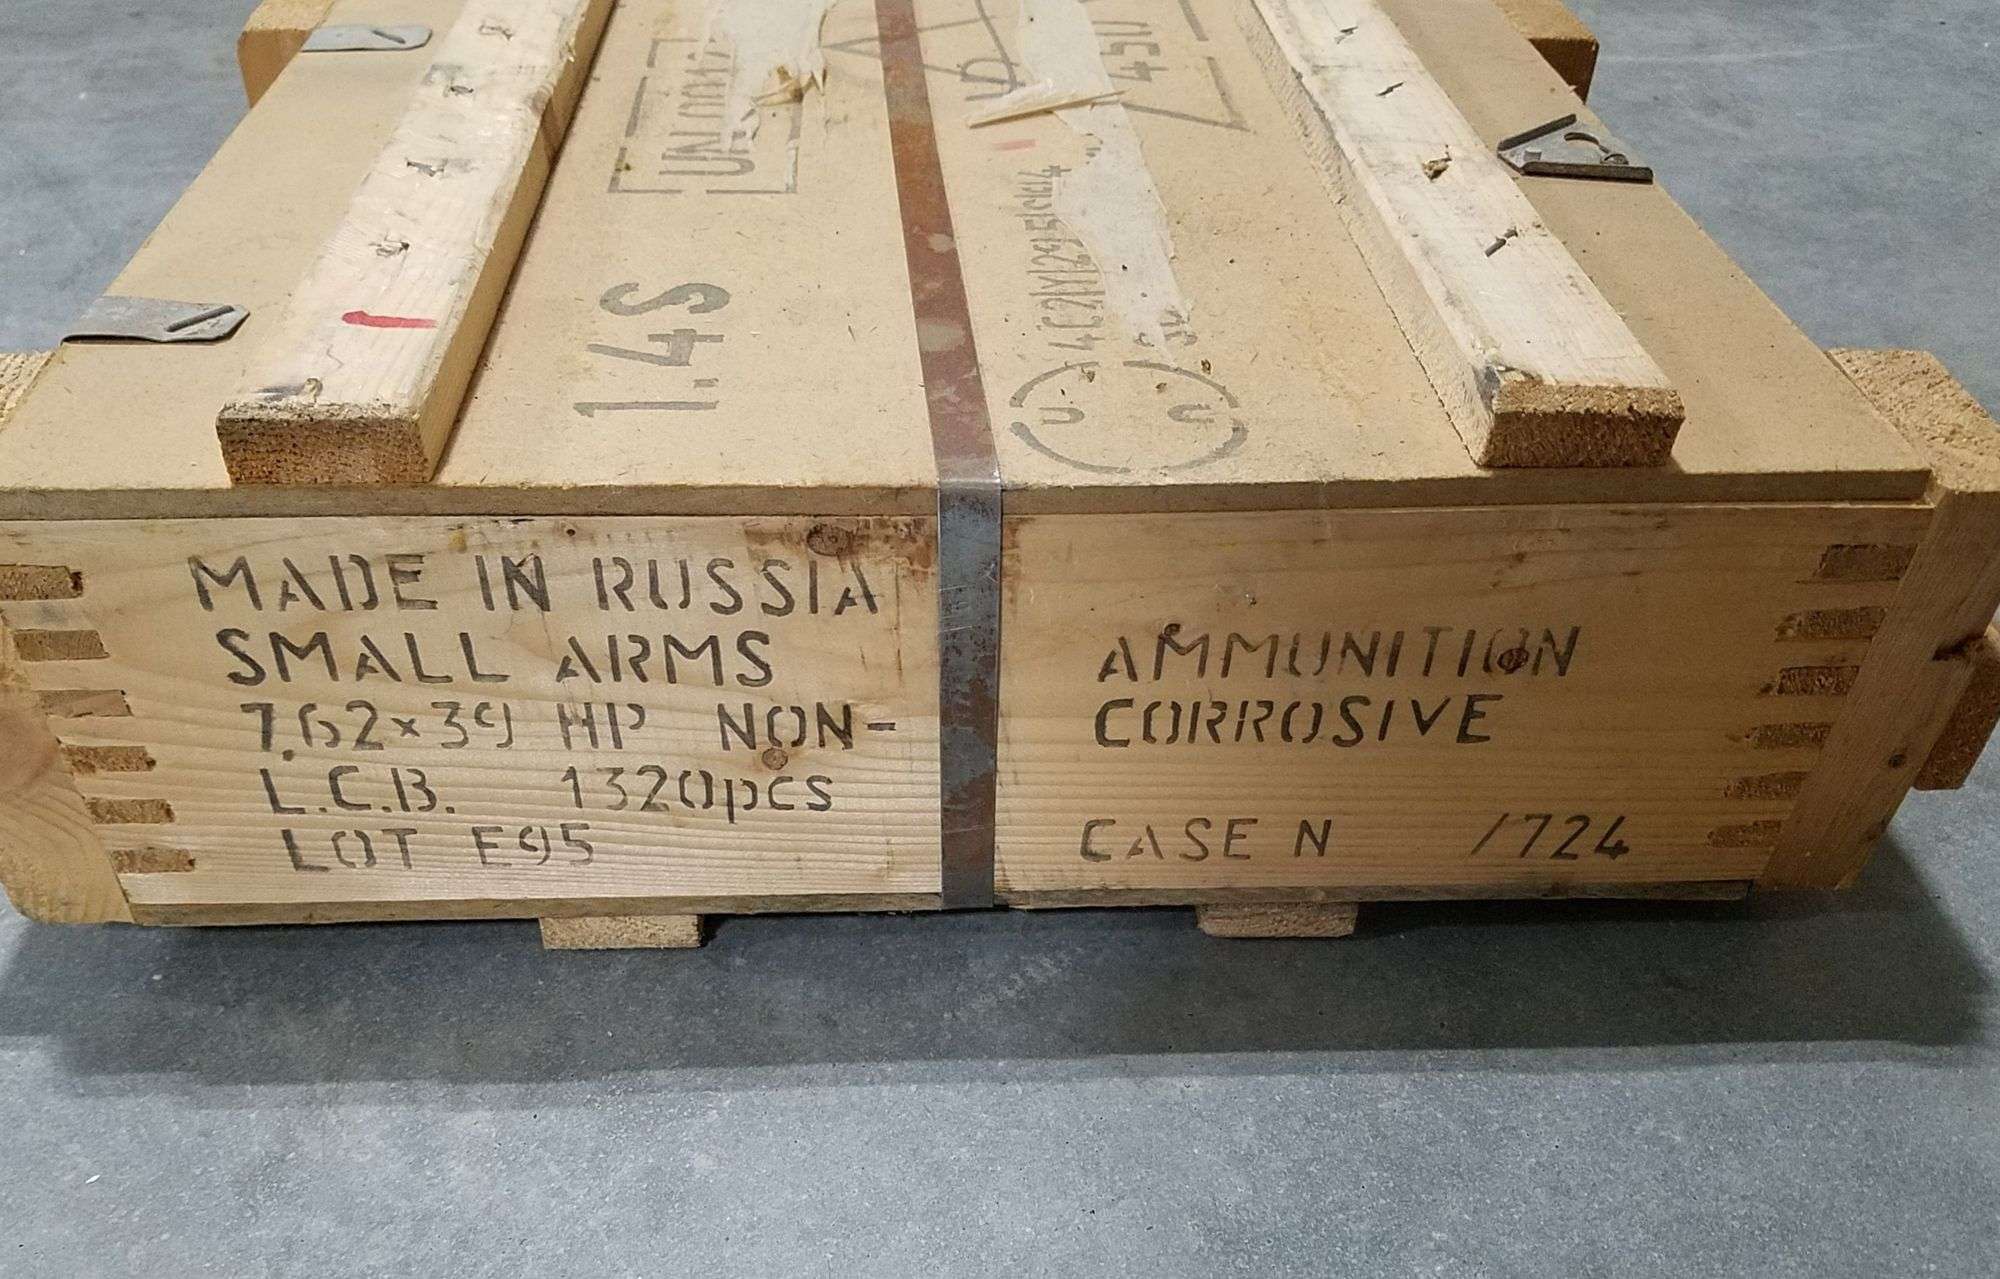 1.4S
MADE IN RUSSIA
SMALL ARMS AMMUNITION
7,62×39 HP NON-CORROSIVE
L.C.B. 1320pcs
LOT E95 CASE N /724